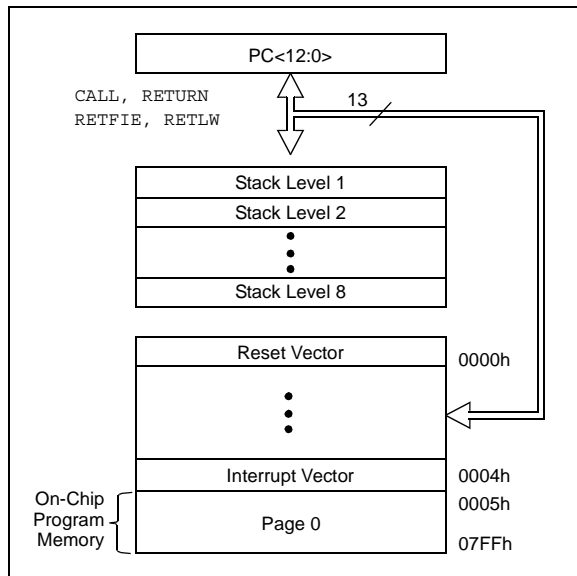 PC<12:0>
CALL, RETURN
RETFIE, RETLW
13
Stack Level 1
Stack Level 2
Stack Level 8
Reset Vector
0000h
Interrupt Vector
0004h
On-Chip
Program
Memory
Page 0
0005h
07FFh